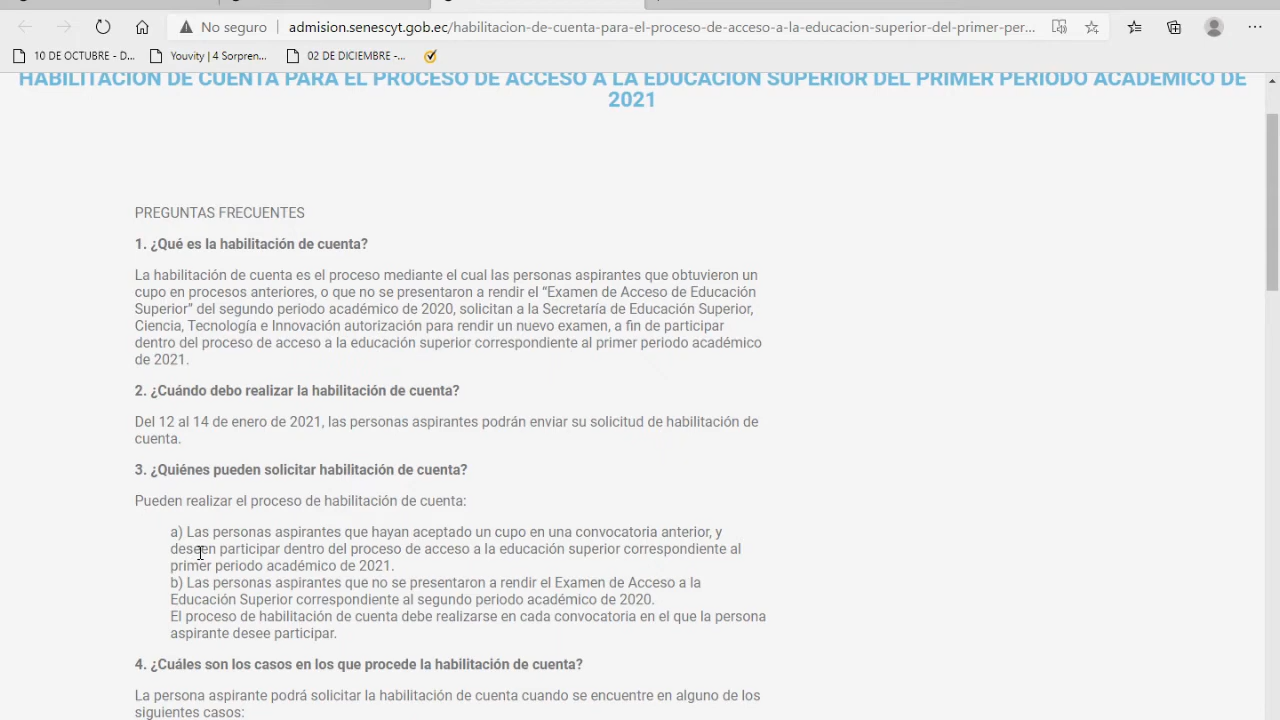 No seguro
admision.senescyt.gob.ec/habilitacion-de-cuenta-para-el-proceso-de-acceso-a-la-educacion-superior-del-primer-per...
10 DE OCTUBRE - D...
Youvity | 4 Sorpren...
02 DE DICIEMBRE -...
HABILITACIÓN DE CUENTA PARA EL PROCESO DE ACCESO A LA EDUCACIÓN SUPERIOR DEL PRIMER PERIODO ACADÉMICO DE
2021
PREGUNTAS FRECUENTES
1. ¿Qué es la habilitación de cuenta?
La habilitación de cuenta es el proceso mediante el cual las personas aspirantes que obtuvieron un
cupo en procesos anteriores, o que no se presentaron a rendir el “Examen de Acceso de Educación
Superior” del segundo periodo académico de 2020, solicitan a la Secretaría de Educación Superior,
Ciencia, Tecnología e Innovación autorización para rendir un nuevo examen, a fin de participar
dentro del proceso de acceso a la educación superior correspondiente al primer periodo académico
de 2021.
2. ¿Cuándo debo realizar la habilitación de cuenta?
Del 12 al 14 de enero de 2021, las personas aspirantes podrán enviar su solicitud de habilitación de
cuenta.
3. ¿Quiénes pueden solicitar habilitación de cuenta?
Pueden realizar el proceso de habilitación de cuenta:
a) Las personas aspirantes que hayan aceptado un cupo en una convocatoria anterior, y
deseen participar dentro del proceso de acceso a la educación superior correspondiente al
primer periodo académico de 2021.
b) Las personas aspirantes que no se presentaron a rendir el Examen de Acceso a la
Educación Superior correspondiente al segundo periodo académico de 2020.
El proceso de habilitación de cuenta debe realizarse en cada convocatoria en el que la persona
aspirante desee participar.
4. ¿Cuáles son los casos en los que procede la habilitación de cuenta?
La persona aspirante podrá solicitar la habilitación de cuenta cuando se encuentre en alguno de los
siguientes casos: